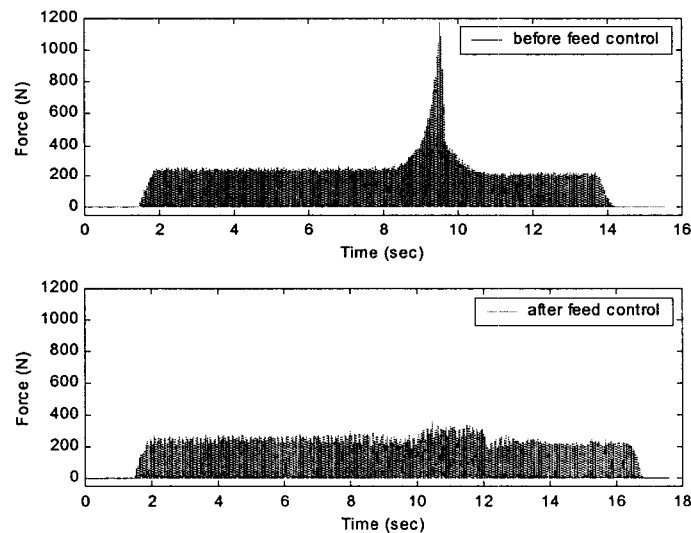 1200
1000
800
600
400
200
0
Force (N)
before feed control
0 2 4 6 8 10 12 14 16
Time (sec)
1200
1000
800
600
400
200
0
Force (N)
after feed control
0 2 4 6 8 10 12 14 16 18
Time (sec)